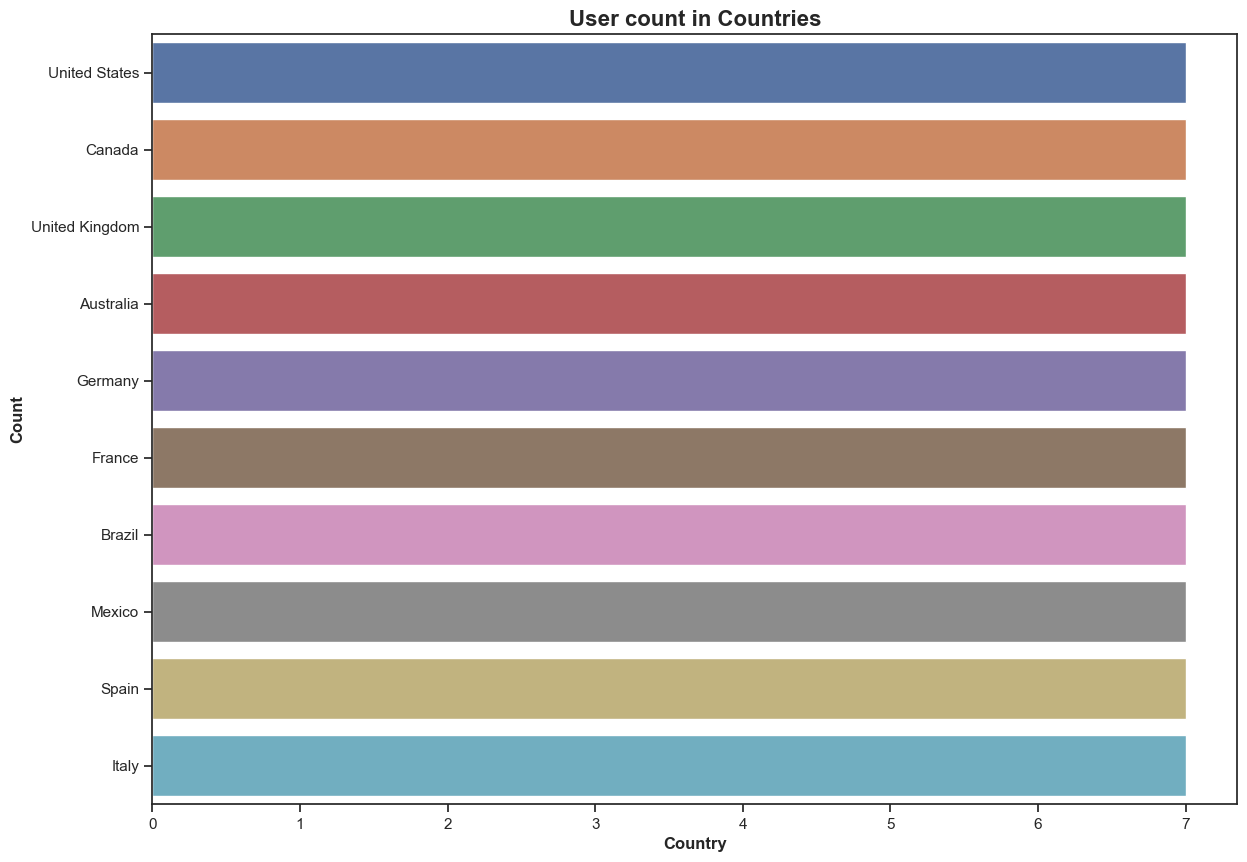 User count in Countries
United States
Canada
United Kingdom
Australia
Germany
France
Brazil
Mexico
Spain
Italy
Count
0 1 2 3 4 5 6 7
Country